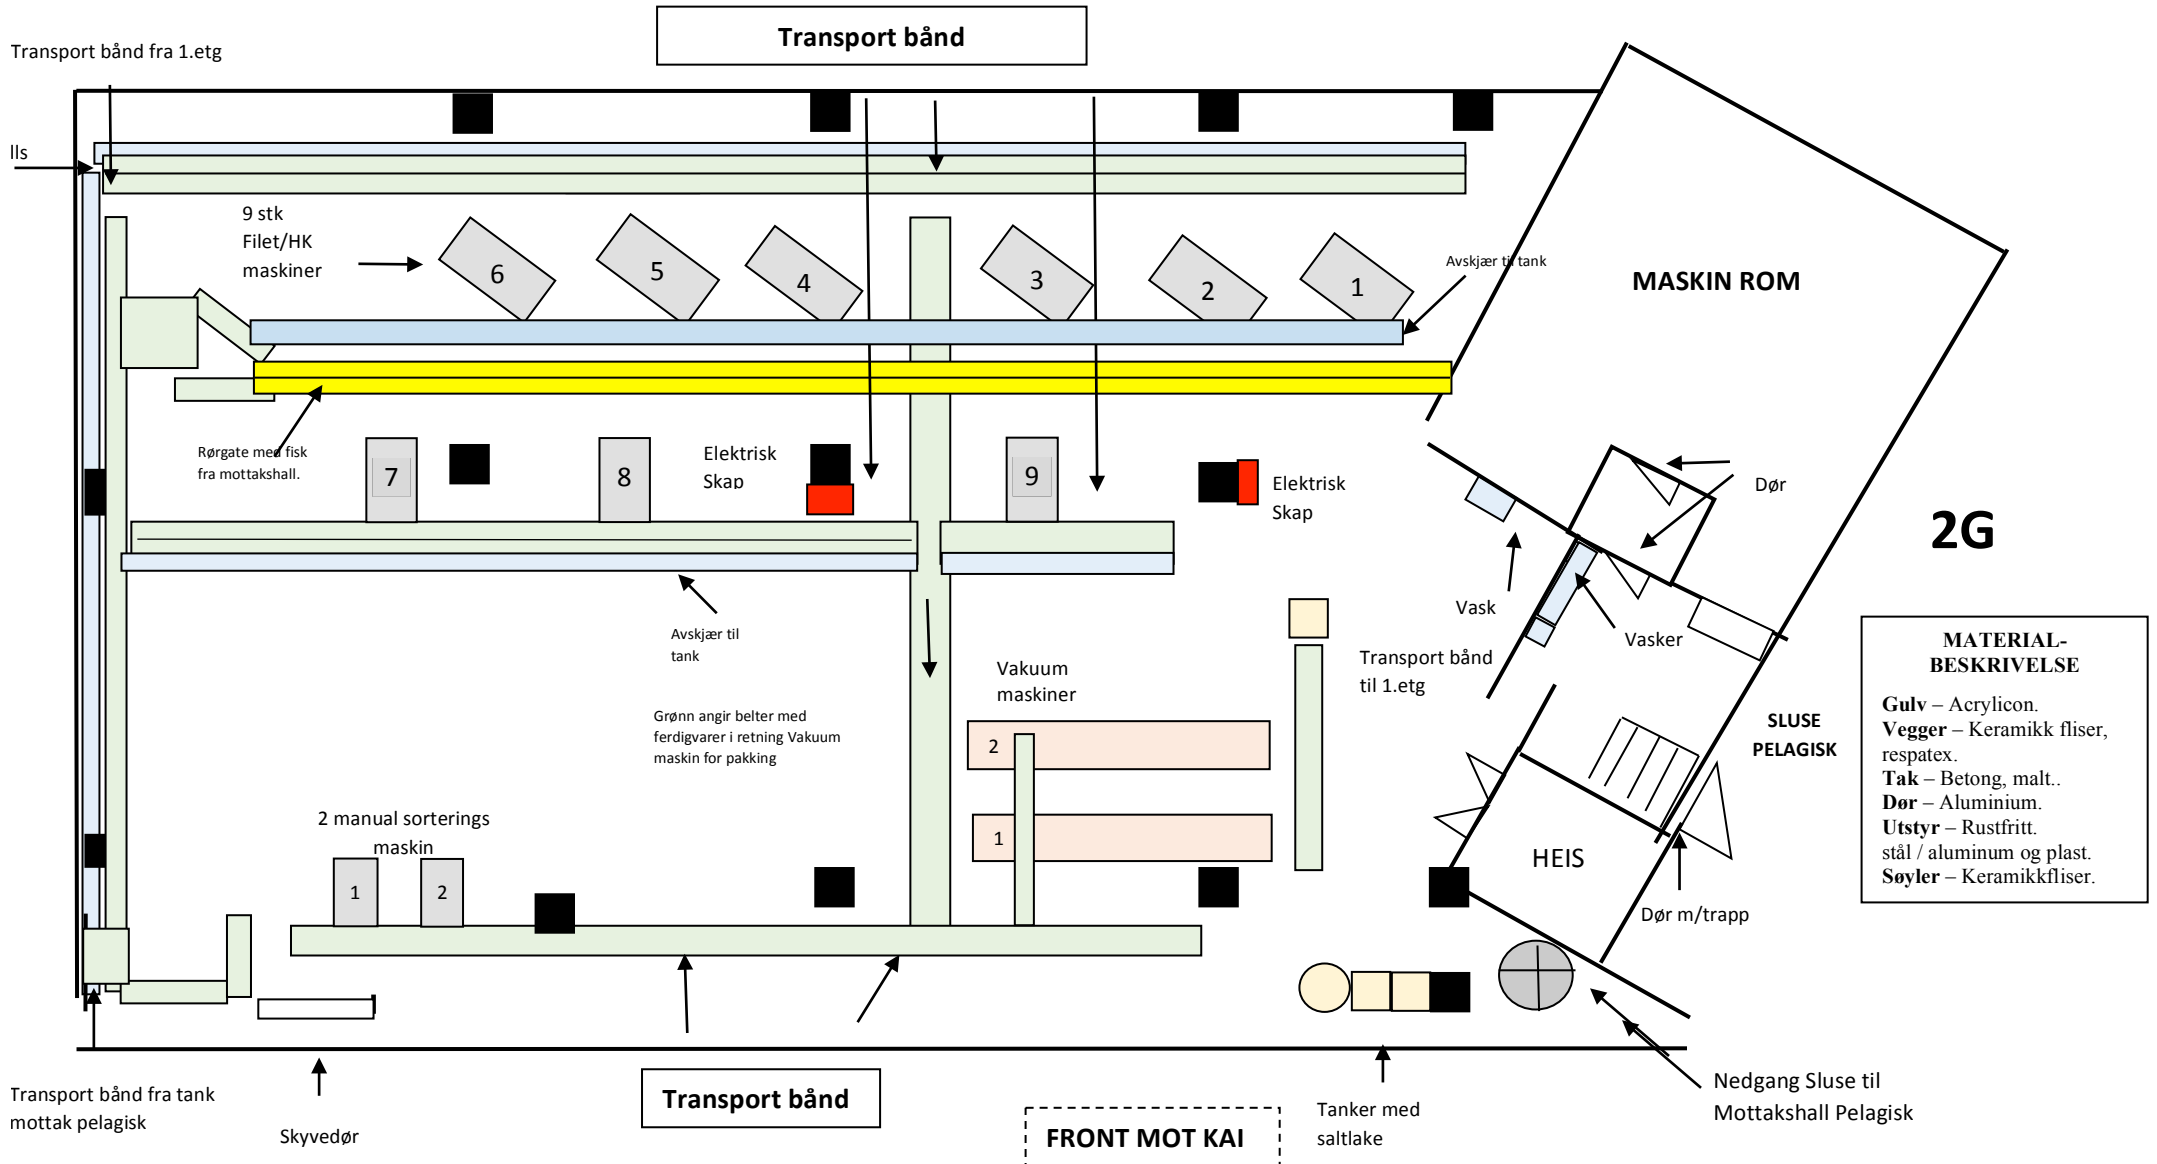 Transport bånd
Transport bånd fra 1.etg
lls
9 stk
Filet/HK
maskiner
6
5
4
3
2
1
Avskjær til tank
MASKIN ROM
Rørgate med fisk
fra mottakshall.
7
8
Elektrisk
Skap
9
Elektrisk
Skap
Dør
2G
Vask
Vasker
Avskjær til
tank
Vakuum
maskiner
Transport bånd
til 1.etg
Grønn angir belter med
ferdigvarer i retning Vakuum
maskin for pakking
2
1
SLUSE
PELAGISK
MATERIAL-
BESKRIVELSE
Gulv – Acrylicon.
Vegger – Keramikk fliser,
respatex.
Tak – Betong, malt..
Dør – Aluminium.
Utstyr – Rustfritt.
stål / aluminum og plast.
Søyler – Keramikkfliser.
2 manual sorterings
maskin
1
2
HEIS
Dør m/trapp
Transport bånd fra tank
mottak pelagisk
Skyvedør
Transport bånd
FRONT MOT KAI
Tanker med
saltlake
Nedgang Sluse til
Mottakshall Pelagisk